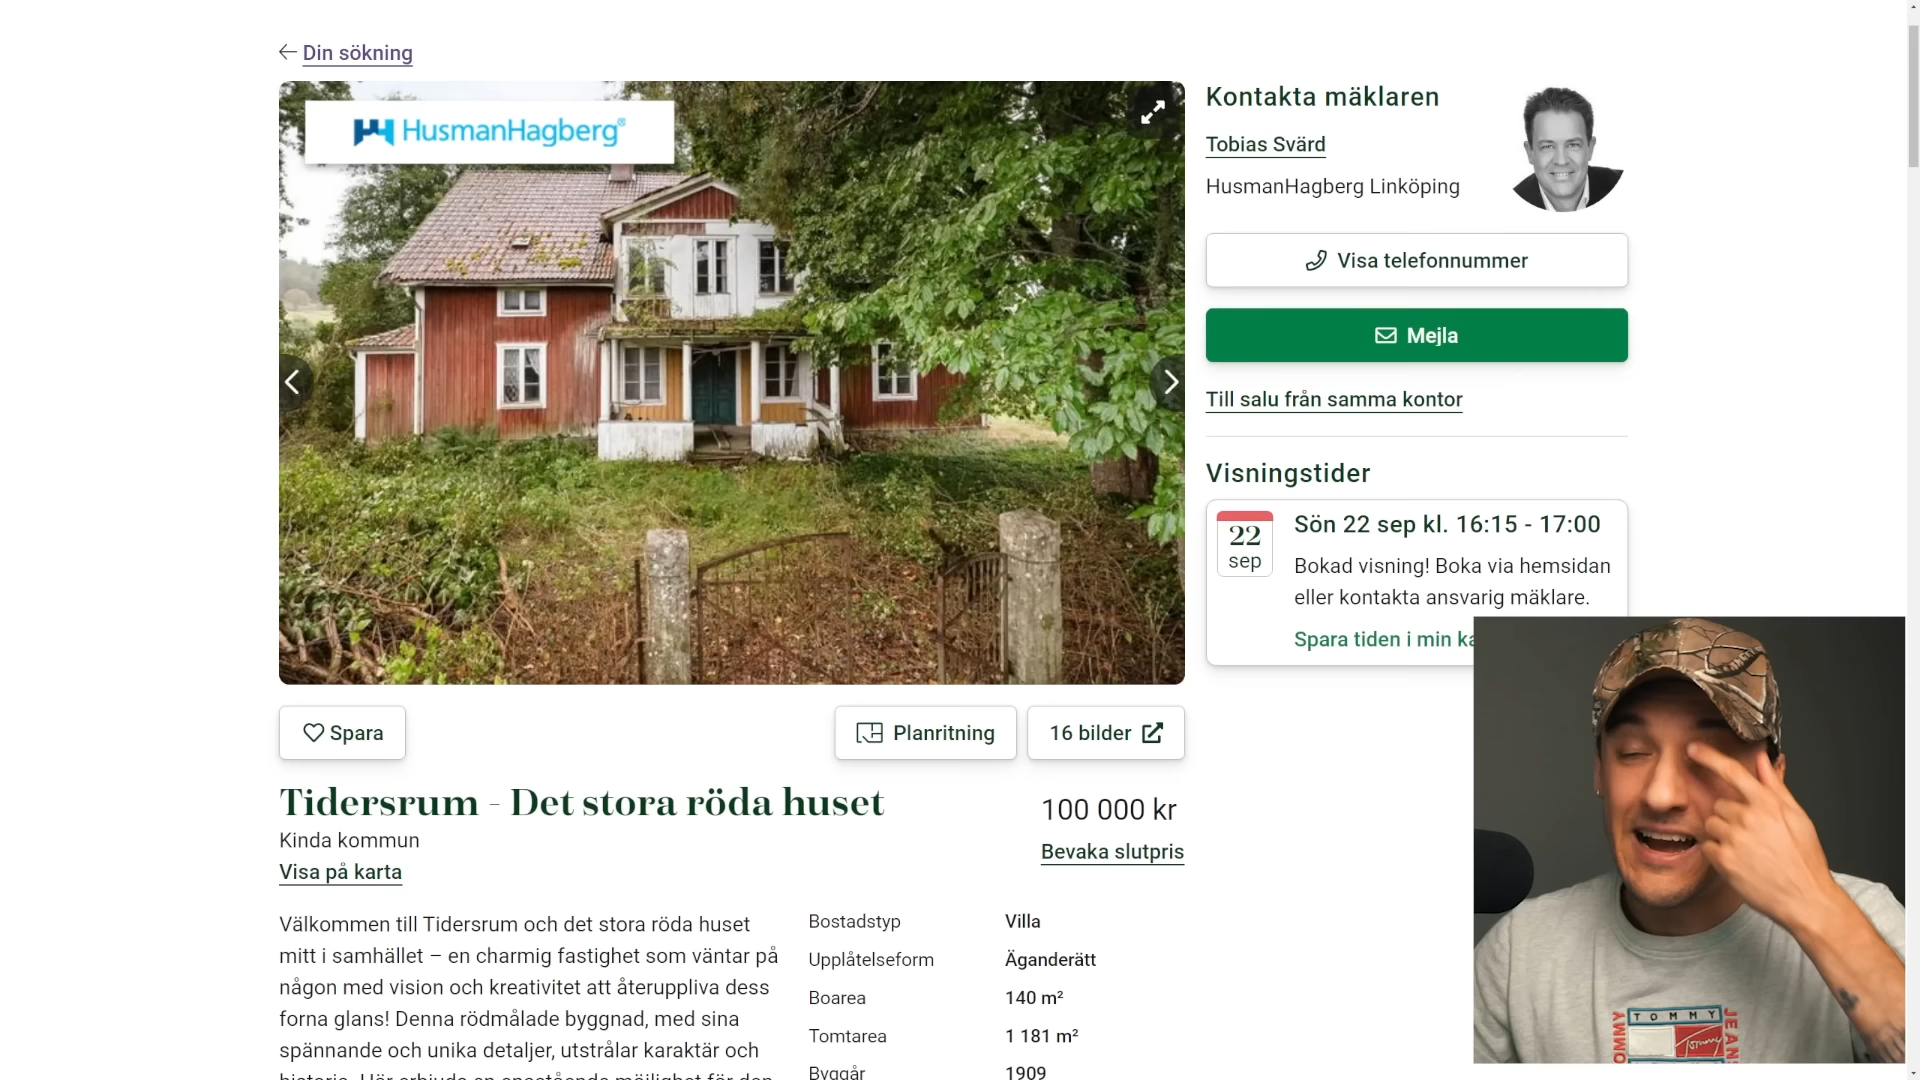 Din sökning
HusmanHagberg®
Kontakta mäklaren
Tobias Svärd
HusmanHagberg Linköping
Visa telefonnummer
Mejla
Till salu från samma kontor
Visningstider
22
sep
Sön 22 sep kl. 16:15 - 17:00
Bokad visning! Boka via hemsidan
eller kontakta ansvarig mäklare.
Spara tiden i min ka
Spara
Planritning
16 bilder
Tidersrum - Det stora röda huset
100 000 kr
Kinda kommun
Bevaka slutpris
Visa på karta
Välkommen till Tidersrum och det stora röda huset
mitt i samhället – en charmig fastighet som väntar på
någon med vision och kreativitet att återuppliva dess
forna glans! Denna rödmålade byggnad, med sina
spännande och unika detaljer, utstrålar karaktär och
Bostadstyp Villa
Upplåtelseform Äganderätt
Boarea 140 m²
Tomtarea 1 181 m²
Byggår 1909
TOMMY
JEANS
OMMY
Tommy